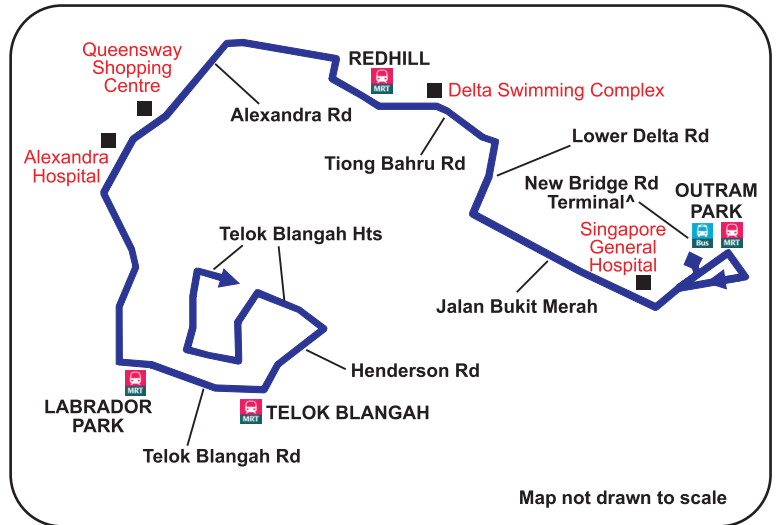 Queensway
Shopping
Centre
REDHILL
MRT
Delta Swimming Complex
Alexandra Rd
Lower Delta Rd
Alexandra
Hospital
Tiong Bahru Rd
New Bridge Rd
Terminal^
OUTRAM
PARK
Bus
MRT
Singapore
General
Hospital
Telok Blangah Hts
Jalan Bukit Merah
Henderson Rd
MRT
LABRADOR
PARK
MRT
TELOK BLANGAH
Telok Blangah Rd
Map not drawn to scale